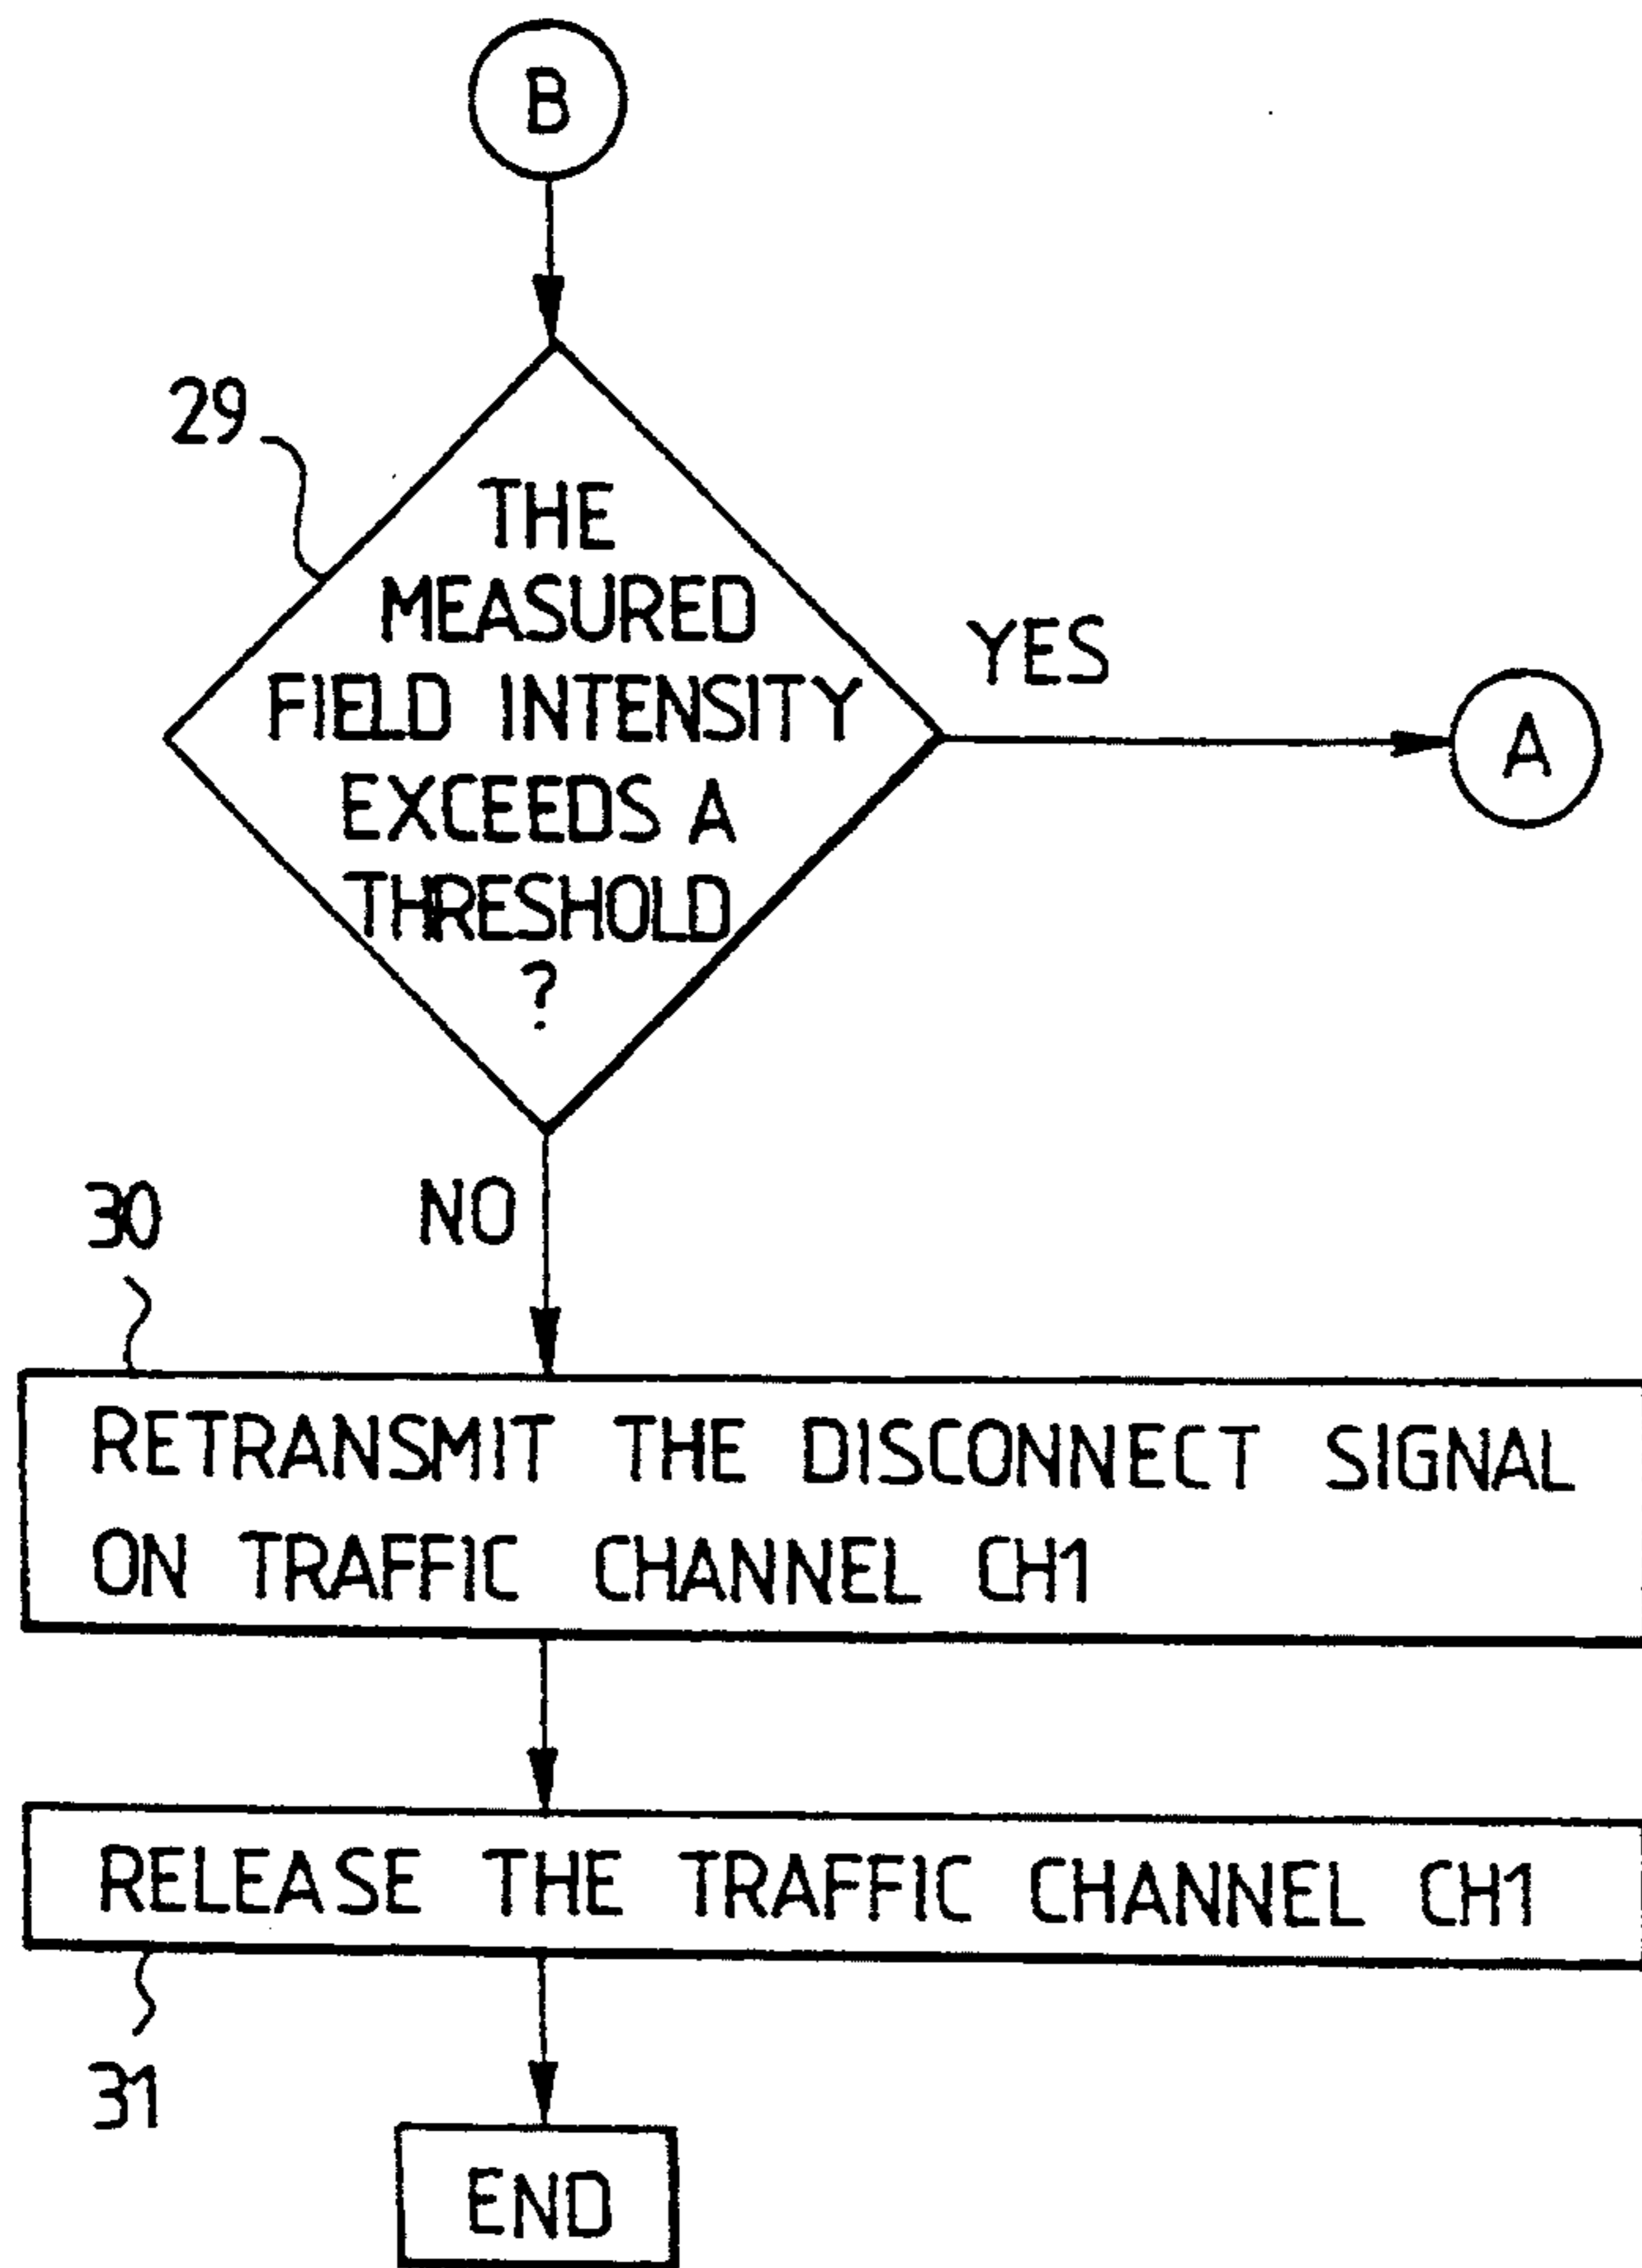 B
29
THE
MEASURED
FIELD INTENSITY
EXCEEDS A
THRESHOLD
?
YES
A
NO
30
RETRANSMIT THE DISCONNECT SIGNAL
ON TRAFFIC CHANNEL CH1
RELEASE THE TRAFFIC CHANNEL CH1
31
END